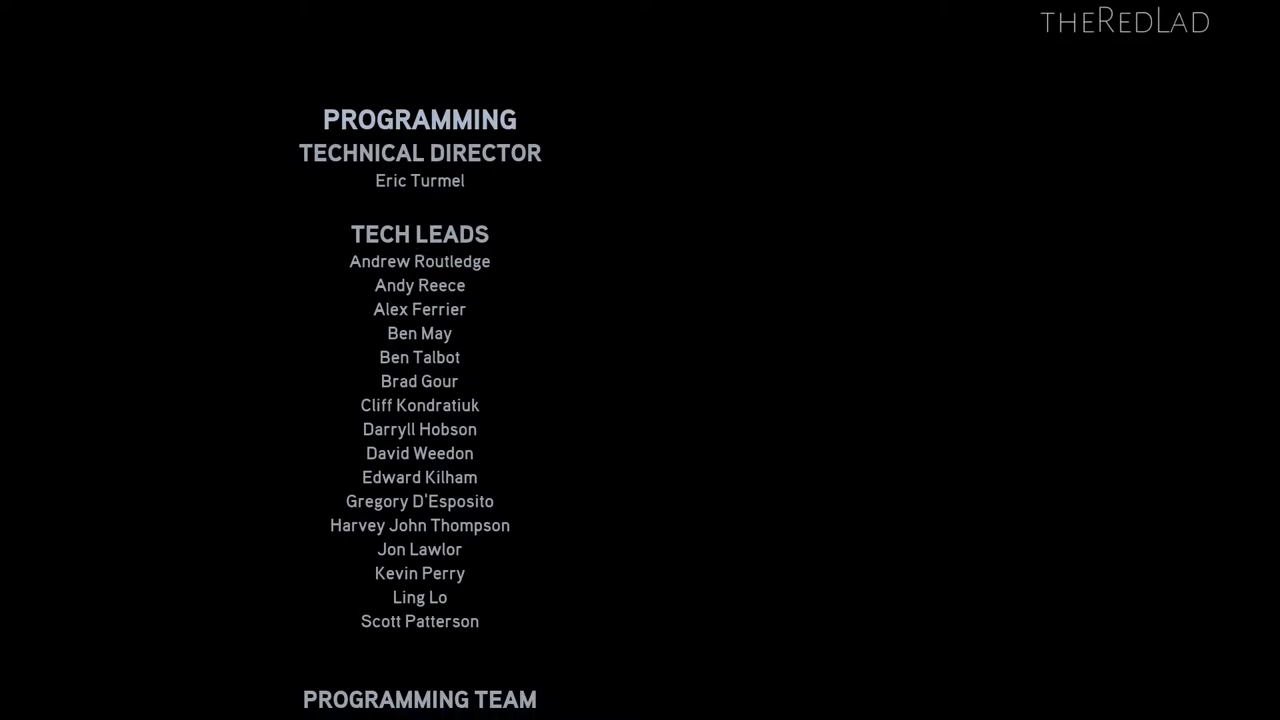 THEREDLAD
PROGRAMMING
TECHNICAL DIRECTOR
Eric Turmel
TECH LEADS
Andrew Routledge
Andy Reece
Alex Ferrier
Ben May
Ben Talbot
Brad Gour
Cliff Kondratiuk
Darryll Hobson
David Weedon
Edward Kilham
Gregory D'Esposito
Harvey John Thompson
Jon Lawlor
Kevin Perry
Ling Lo
Scott Patterson
PROGRAMMING TEAM